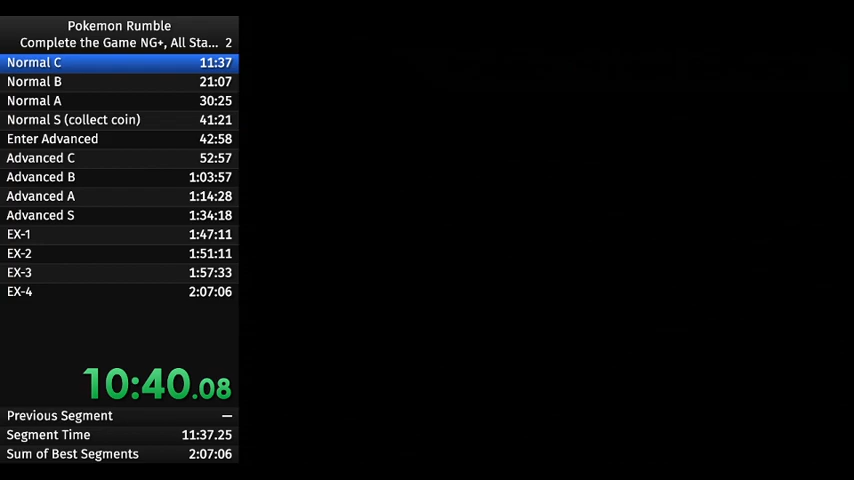 Pokemon Rumble
Complete the Game NG+, All Sta... 2
Normal C 11:37
Normal B 21:07
Normal A 30:25
Normal S (collect coin) 41:21
Enter Advanced 42:58
Advanced C 52:57
Advanced B 1:03:57
Advanced A 1:14:28
Advanced S 1:34:18
EX-1 1:47:11
EX-2 1:51:11
EX-3 1:57:33
EX-4 2:07:06
10:40.08
Previous Segment —
Segment Time 11:37.25
Sum of Best Segments 2:07:06